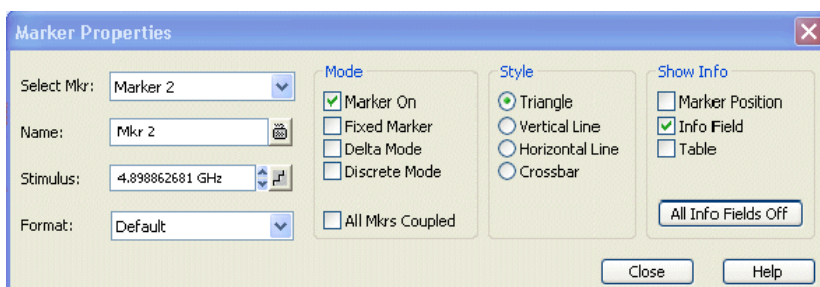 Marker Properties
Select Mkr: Marker 2
Name: Mkr 2
Stimulus: 4.898862681 GHz
Format: Default
Mode
Marker On
Fixed Marker
Delta Mode
Discrete Mode
All Mkrs Coupled
Style
Triangle
Vertical Line
Horizontal Line
Crossbar
Show Info
Marker Position
Info Field
Table
All Info Fields Off
Close
Help